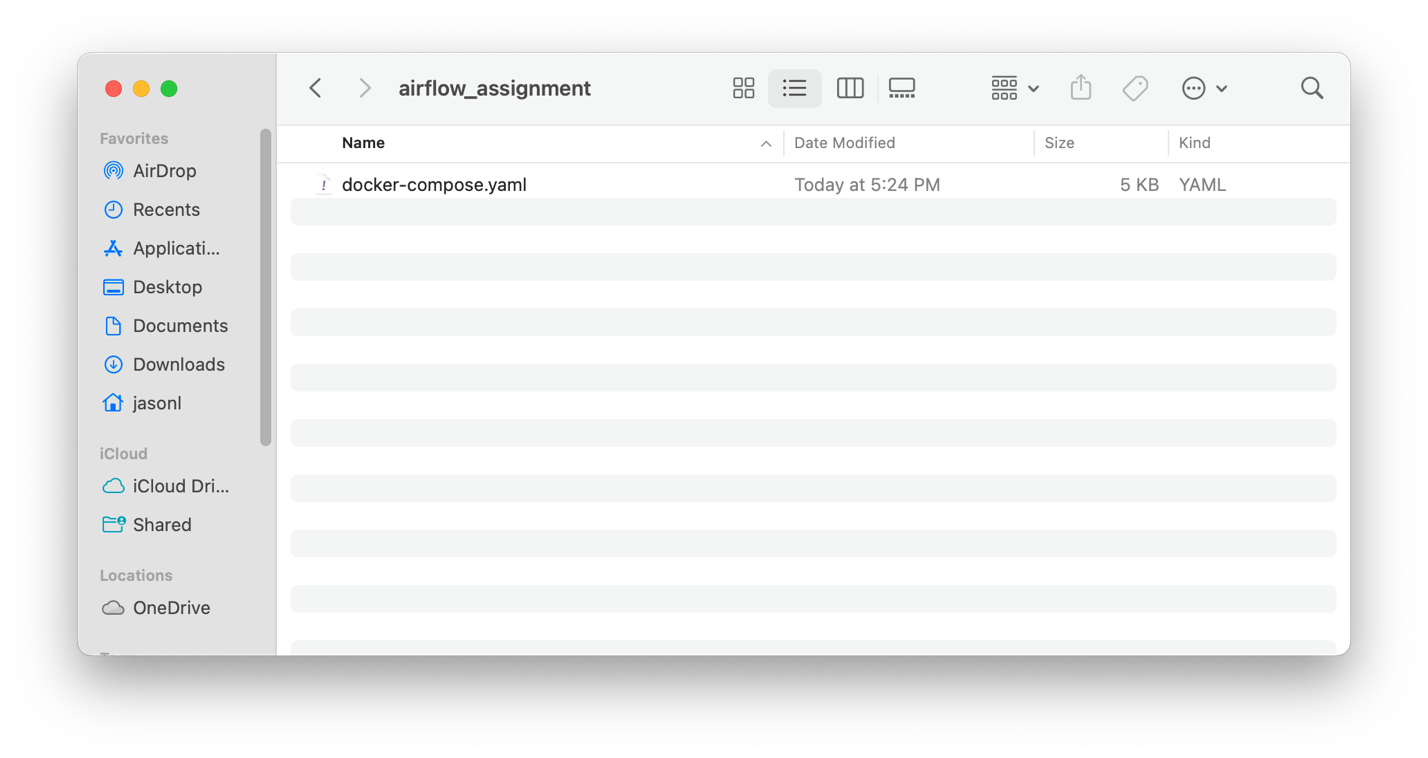 airflow_assignment
Favorites
AirDrop
Recents
Applicati...
Desktop
Documents
Downloads
jasonl
iCloud
iCloud Dri...
Shared
Locations
OneDrive
Name Date Modified Size Kind
docker-compose.yaml Today at 5:24 PM 5 KB YAML